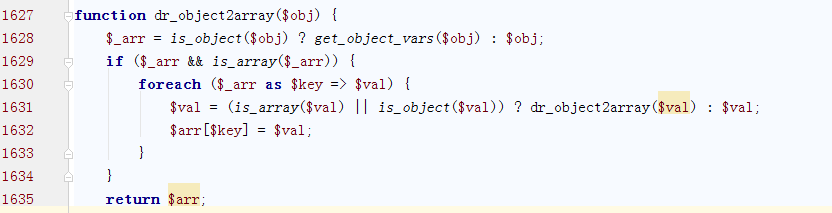 1627 function dr_object2array($obj) {
1628 $_arr = is_object($obj) ? get_object_vars($obj) : $obj;
1629 if ($_arr && is_array($_arr)) {
1630 foreach ($_arr as $key => $val) {
1631 $val = (is_array($val) || is_object($val)) ? dr_object2array($val) : $val;
1632 $arr[$key] = $val;
1633 }
1634 }
1635 return $arr;